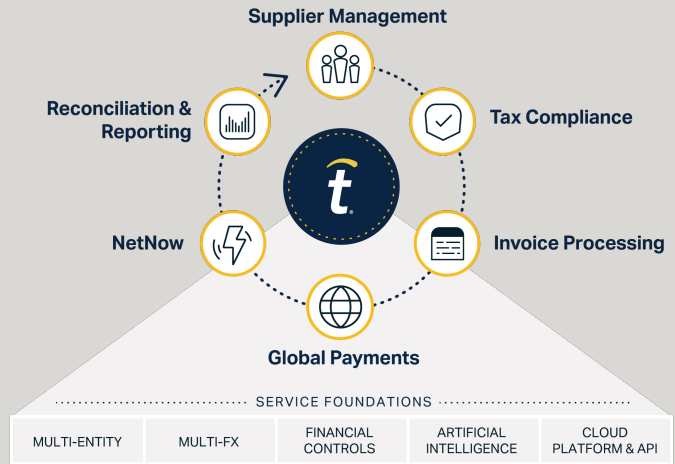 Supplier Management
Reconciliation &
Reporting
Tax Compliance
t
NetNow
Invoice Processing
Global Payments
SERVICE FOUNDATIONS
MULTI-ENTITY
MULTI-FX
FINANCIAL
CONTROLS
ARTIFICIAL
INTELLIGENCE
CLOUD
PLATFORM & API